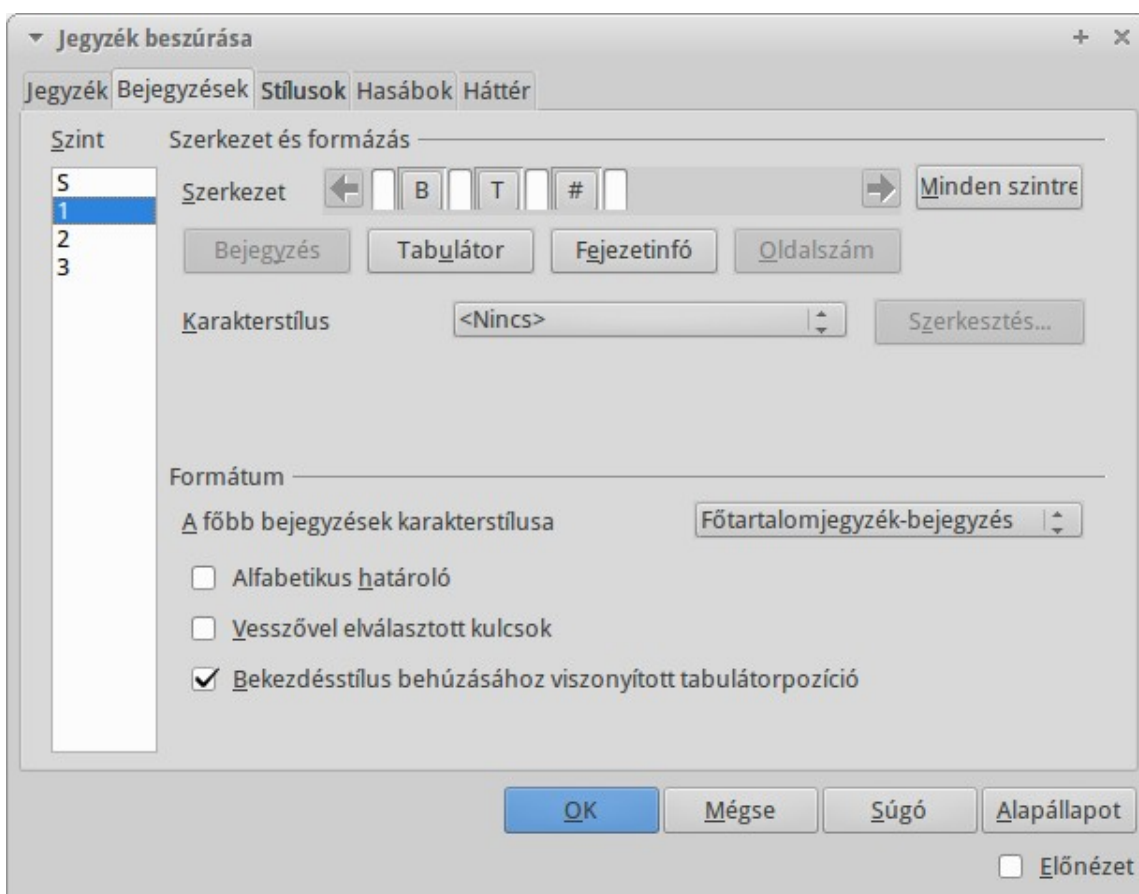 Jegyzék beszúrása
Jegyzék Bejegyzések Stílusok Hasábok Háttér
Szint Szerkezet és formázás
S
1
2
3
Szerkezet B T # Minden szintre
Bejegyzés Tabulátor Fejezetinfó Oldalszám
Karakterstílus <Nincs> Szerkesztés...
Formátum
A főbb bejegyzések karakterstílusa Főtartalomjegyzék-bejegyzés
Alfabetikus határoló
Vesszővel elválasztott kulcsok
Bekezdésstílus behúzásához viszonyított tabulátorpozíció
OK Mégse Súgó Alapállapot
Előnézet